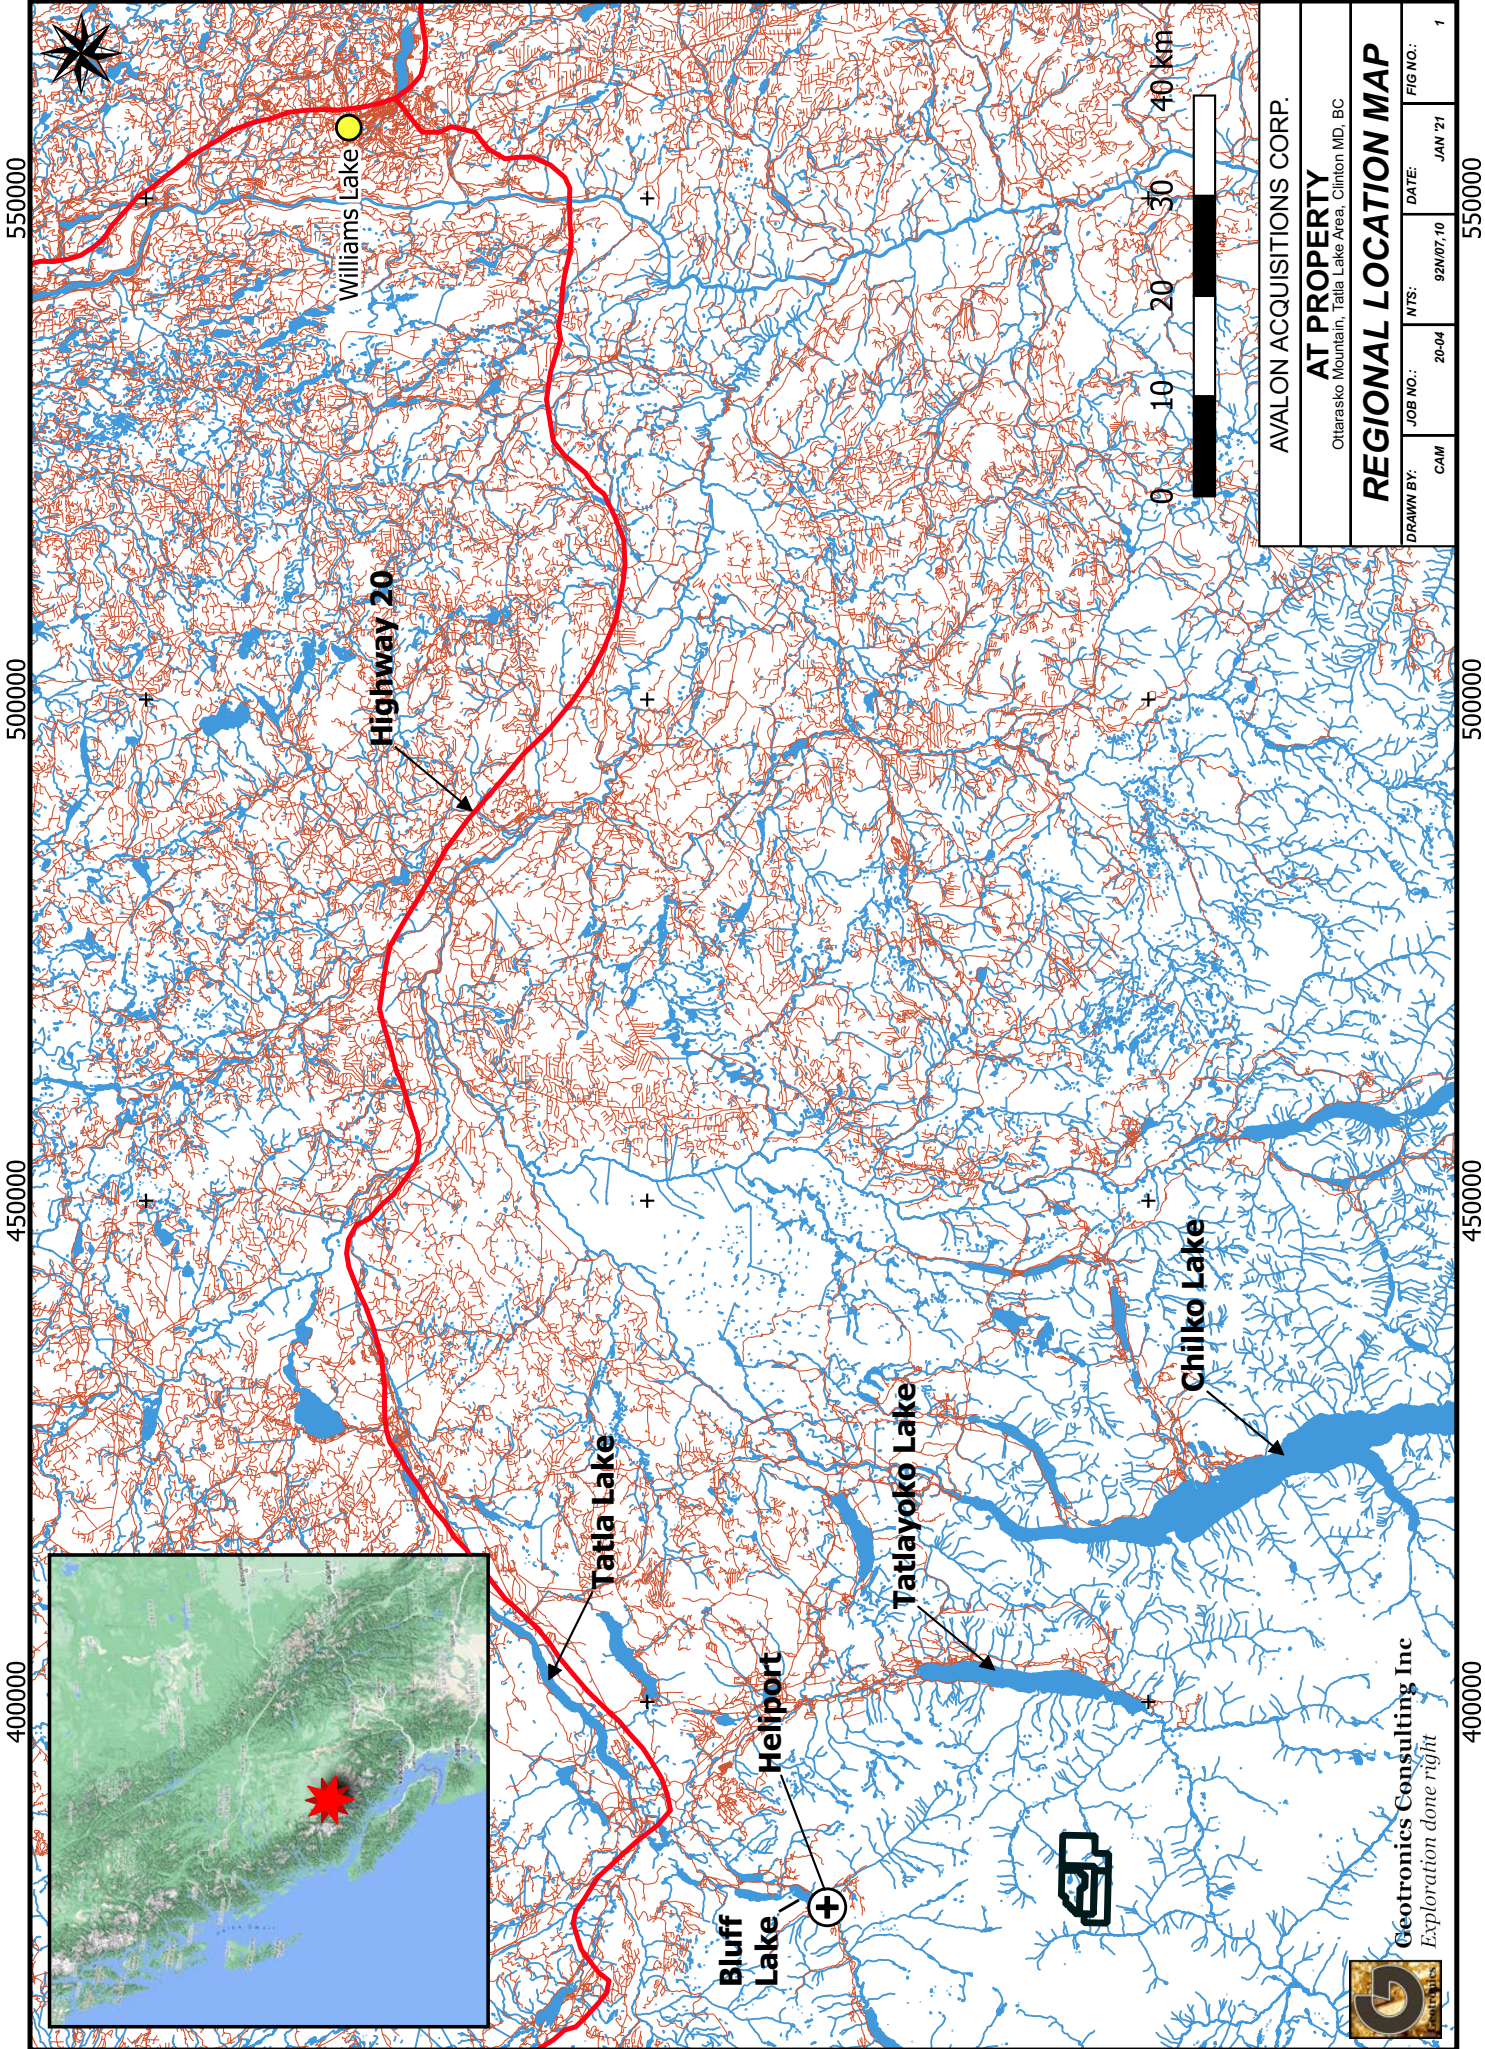 400000
450000
500000
550000
Williams Lake
Highway 20
Tatla Lake
Bluff
Lake
Heliport
Tatlayoko Lake
Chilko Lake
0 10 20 30 40 km
AVALON ACQUISITIONS CORP.
AT PROPERTY
Ottarasko Mountain, Tatla Lake Area, Clinton MD, BC
REGIONAL LOCATION MAP
DRAWN BY: CAM
JOB NO.: 20-04
NTS: 92N/07,10
DATE: JAN '21
FIG NO.: 1
Geotronics
Geotronics Consulting Inc
Exploration done right
400000
450000
500000
550000